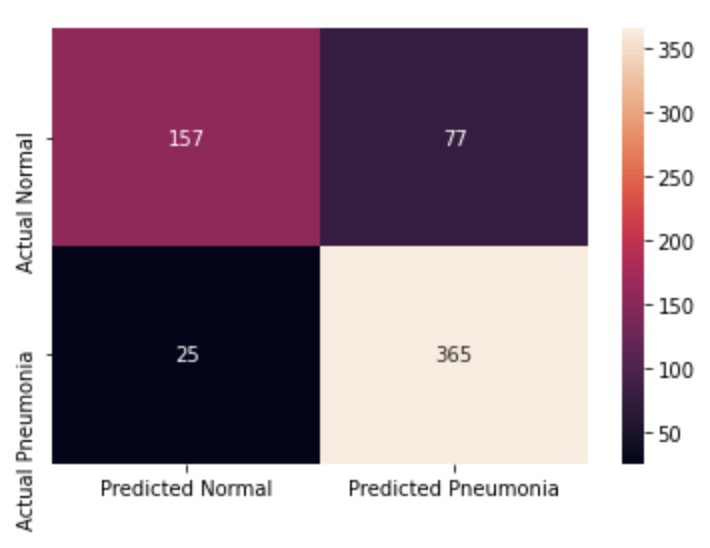 Actual Normal
157
77
Actual Pneumonia
25
365
Predicted Normal
Predicted Pneumonia
350
300
250
200
150
100
50